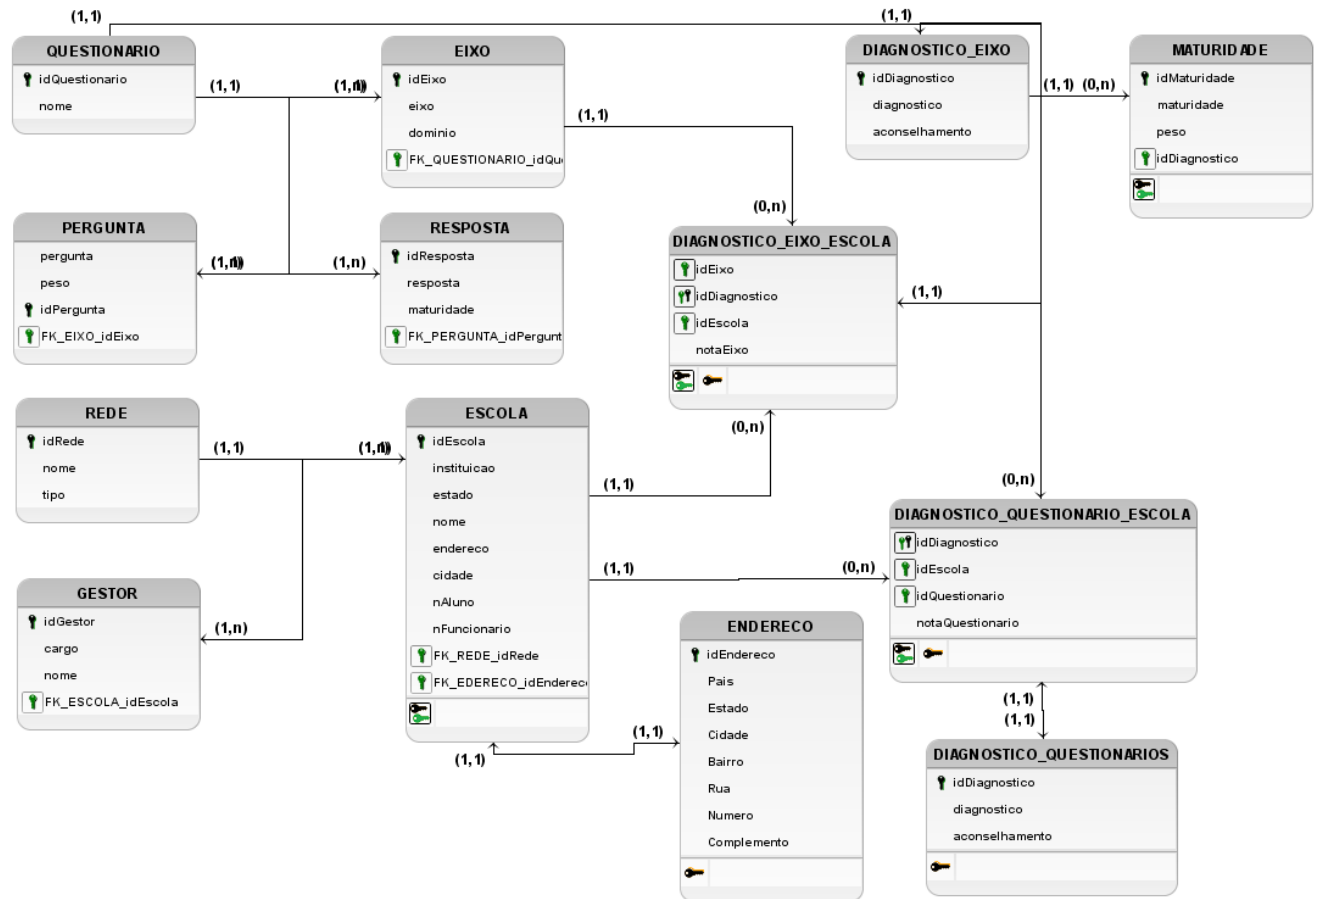 (1,1)
(1,1)
QUESTIONARIO
idQuestionario
nome
(1,1)
(1,n)
EIXO
idEixo
eixo
dominio
FK_QUESTIONARIO_idQu
(1,1)
DIAGNOSTICO_EIXO
idDiagnostico
diagnostico
aconselhamento
(1,1)
(0,n)
MATURIDADE
idMaturidade
maturidade
peso
idDiagnostico
PERGUNTA
pergunta
peso
idPergunta
FK_EIXO_idEixo
(1,n)
(1,n)
RESPOSTA
idResposta
resposta
maturidade
FK_PERGUNTA_idPergunt
(0,n)
DIAGNOSTICO_EIXO_ESCOLA
idEixo
idDiagnostico
idEscola
notaEixo
(1,1)
(0,n)
REDE
idRede
nome
tipo
(1,1)
ESCOLA
idEscola
instituicao
estado
nome
endereco
cidade
nAluno
nFuncionario
FK_REDE_idRede
FK_EDERECO_idEndereco
(1,1)
(1,1)
(0,n)
(0,n)
DIAGNOSTICO_QUESTIONARIO_ESCOLA
idDiagnostico
idEscola
idQuestionario
notaQuestionario
GESTOR
idGestor
cargo
nome
FK_ESCOLA_idEscola
(1,n)
ENDERECO
idEndereco
Pais
Estado
Cidade
Bairro
Rua
Numero
Complemento
(1,1)
(1,1)
(1,1)
(1,1)
DIAGNOSTICO_QUESTIONARIOS
idDiagnostico
diagnostico
aconselhamento